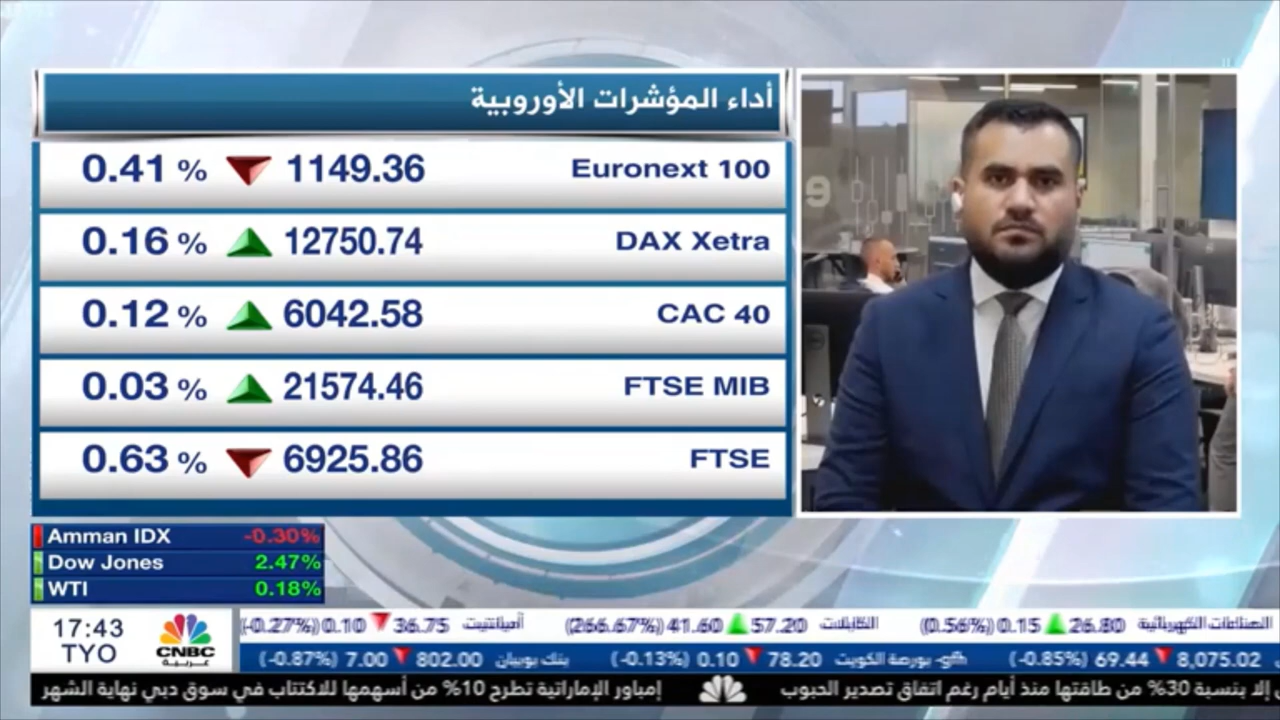 أداء المؤشرات الأوروبية
Euronext 100 1149.36 0.41 %
DAX Xetra 12750.74 0.16 %
CAC 40 6042.58 0.12 %
FTSE MIB 21574.46 0.03 %
FTSE 6925.86 0.63 %
Amman IDX -0.30%
Dow Jones 2.47%
WTI 0.18%
17:43
TYO
CNBC
عربية
الصناعات الكهربائية 26.80 0.15 (0.56%) الكابلات 57.20 41.60 (266.67%) أميانتيت 36.75 0.10 (-0.27%)
8,075.02 69.44 (-0.85%) gfh- بورصة الكويت 78.20 0.10 (-0.13%) بنك بوبيان 802.00 7.00 (-0.87%)
إلا بنسبة 30% من طاقتها منذ أيام رغم اتفاق تصدير الحبوب إمباور الإماراتية تطرح 10% من أسهمها للاكتتاب في سوق دبي نهاية الشهر